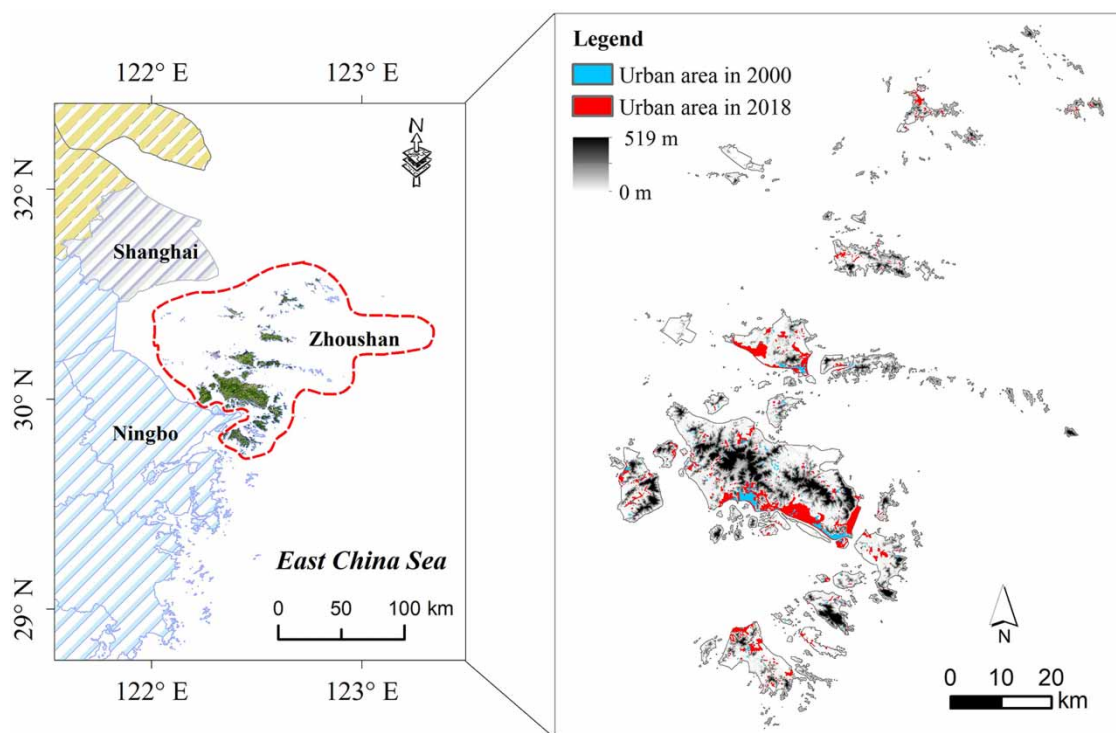 122° E
123° E
32° N
30° N
29° N
N
Shanghai
Zhoushan
Ningbo
East China Sea
0 50 100 km
122° E
123° E
Legend
Urban area in 2000
Urban area in 2018
519 m
0 m
N
0 10 20
km